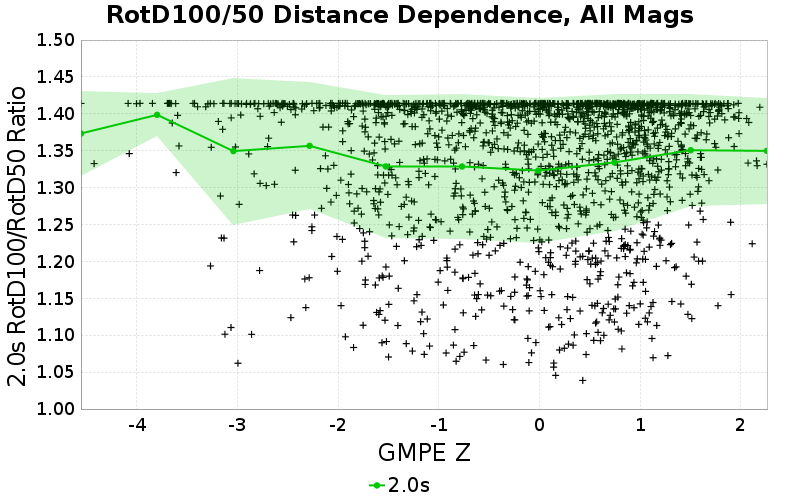 RotD100/50 Distance Dependence, All Mags
2.0s RotD100/RotD50 Ratio
1.50
1.45
1.40
1.35
1.30
1.25
1.20
1.15
1.10
1.05
1.00
-4 -3 -2 -1 0 1 2
GMPE Z
2.0s